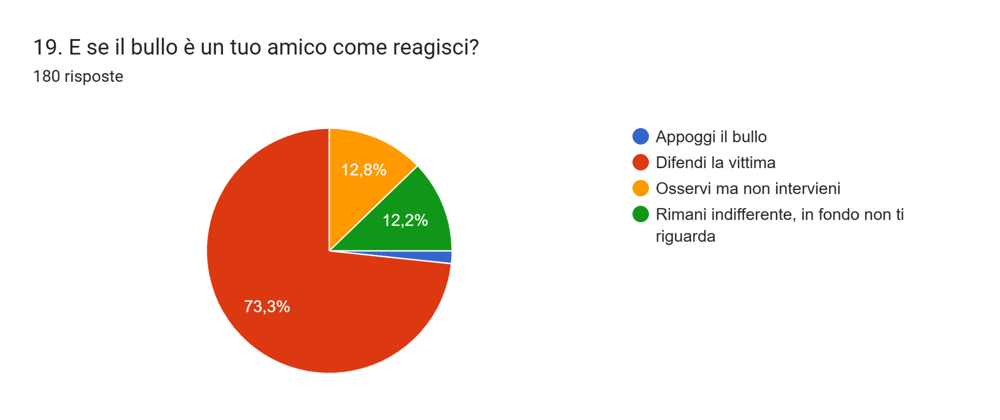 19. E se il bullo è un tuo amico come reagisci?
180 risposte
12,8%
12,2%
73,3%
Appoggi il bullo
Difendi la vittima
Osservi ma non intervieni
Rimani indifferente, in fondo non ti
riguarda